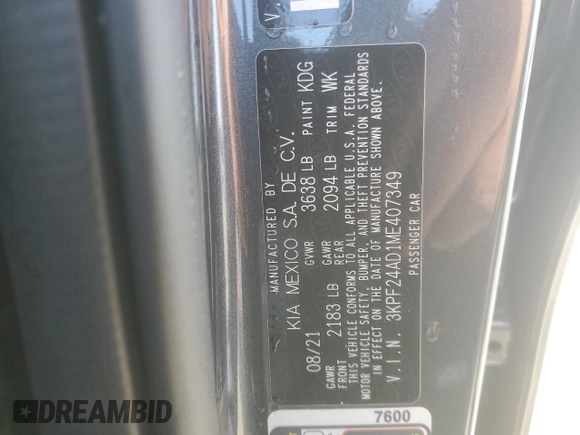 MANUFACTURED BY
KIA MEXICO S.A. DE C.V.
08/21 GVWR 3638 LB PAINT KDG
GAWR FRONT 2183 LB GAWR REAR 2094 LB TRIM WK
THIS VEHICLE CONFORMS TO ALL APPLICABLE U.S.A. FEDERAL
MOTOR VEHICLE SAFETY, BUMPER, AND THEFT PREVENTION STANDARDS
IN EFFECT ON THE DATE OF MANUFACTURE SHOWN ABOVE.
V.I.N. 3KPF24AD1ME407349
PASSENGER CAR
V.
7600
DREAMBID